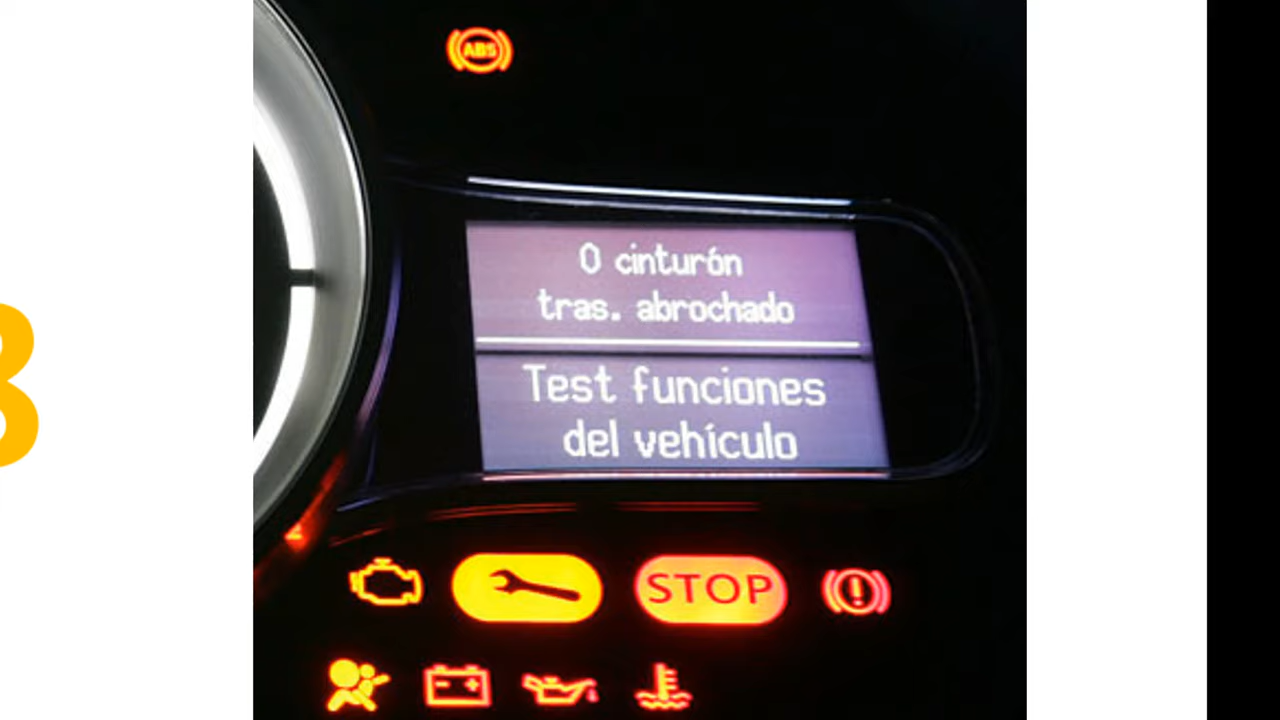 ABS
0 cinturón
tras. abrochado
Test funciones
del vehículo
STOP